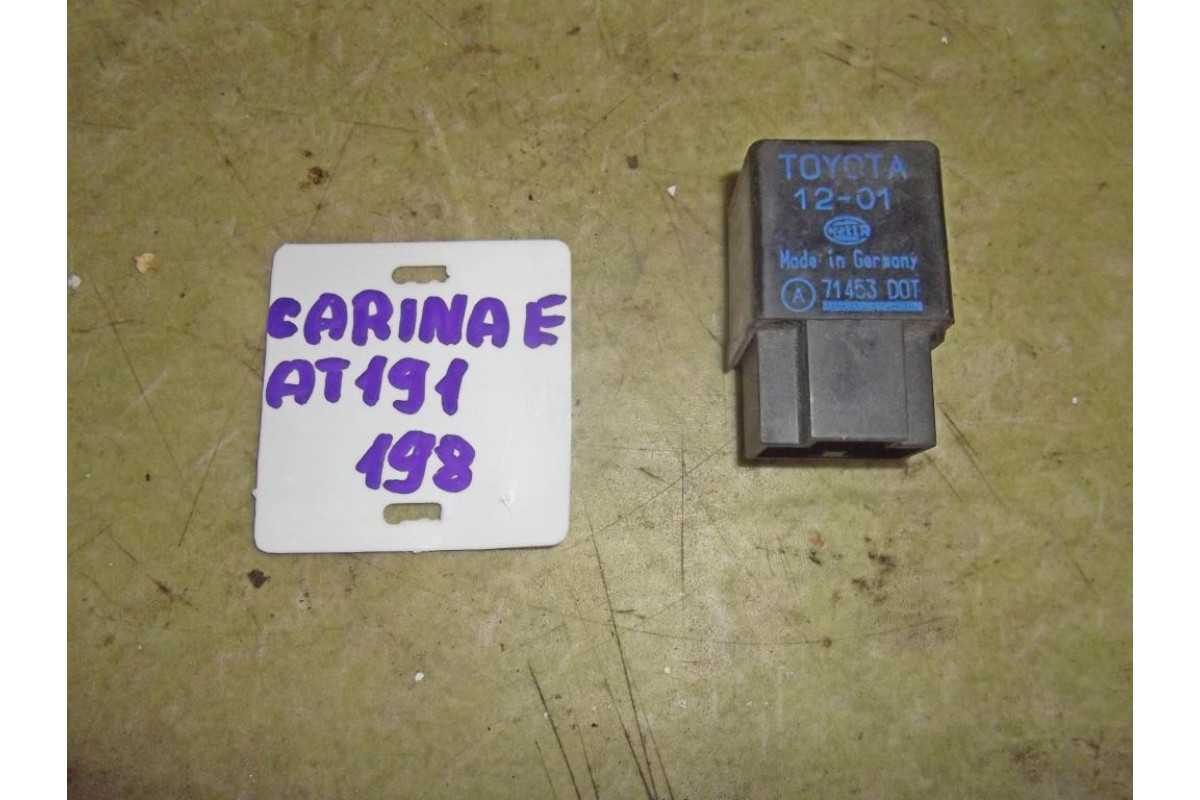 CARINA E
AT191
198
TOYOTA
12-01
HELLA
Made in Germany
A 71453 DOT